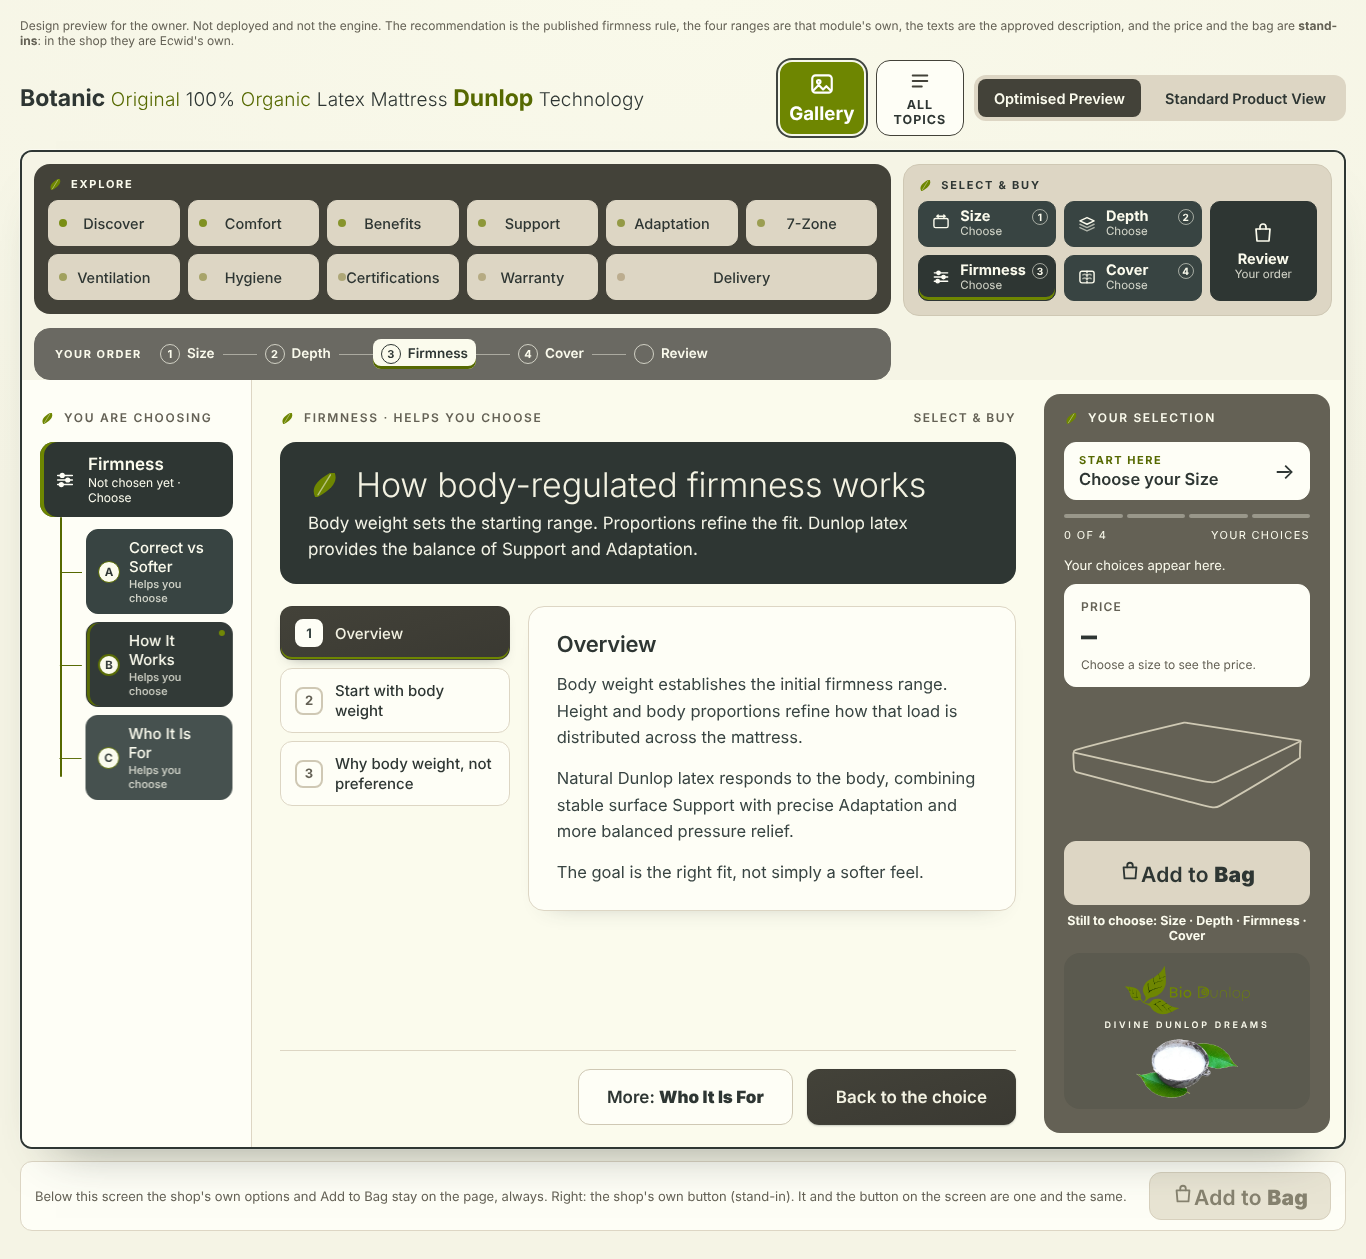 Design preview for the owner. Not deployed and not the engine. The recommendation is the published firmness rule, the four ranges are that module's own, the texts are the approved description, and the price and the bag are stand-
ins: in the shop they are Ecwid's own.
Botanic Original 100% Organic Latex Mattress Dunlop Technology
Gallery
ALL
TOPICS
Optimised Preview
Standard Product View
EXPLORE
Discover
Comfort
Benefits
Support
Adaptation
7-Zone
Ventilation
Hygiene
Certifications
Warranty
Delivery
SELECT & BUY
Size
Choose
1
Depth
Choose
2
Firmness
Choose
3
Cover
Choose
4
Review
Your order
YOUR ORDER
1 Size
2 Depth
3 Firmness
4 Cover
Review
YOU ARE CHOOSING
Firmness
Not chosen yet ·
Choose
A
Correct vs
Softer
Helps you
choose
B
How It
Works
Helps you
choose
C
Who It Is
For
Helps you
choose
FIRMNESS · HELPS YOU CHOOSE
SELECT & BUY
How body-regulated firmness works
Body weight sets the starting range. Proportions refine the fit. Dunlop latex
provides the balance of Support and Adaptation.
1 Overview
2 Start with body
weight
3 Why body weight, not
preference
Overview
Body weight establishes the initial firmness range.
Height and body proportions refine how that load is
distributed across the mattress.
Natural Dunlop latex responds to the body, combining
stable surface Support with precise Adaptation and
more balanced pressure relief.
The goal is the right fit, not simply a softer feel.
More: Who It Is For
Back to the choice
YOUR SELECTION
START HERE
Choose your Size
0 OF 4
YOUR CHOICES
Your choices appear here.
PRICE
–
Choose a size to see the price.
Add to Bag
Still to choose: Size · Depth · Firmness ·
Cover
Bio Dunlop
DIVINE DUNLOP DREAMS
Below this screen the shop's own options and Add to Bag stay on the page, always. Right: the shop's own button (stand-in). It and the button on the screen are one and the same.
Add to Bag